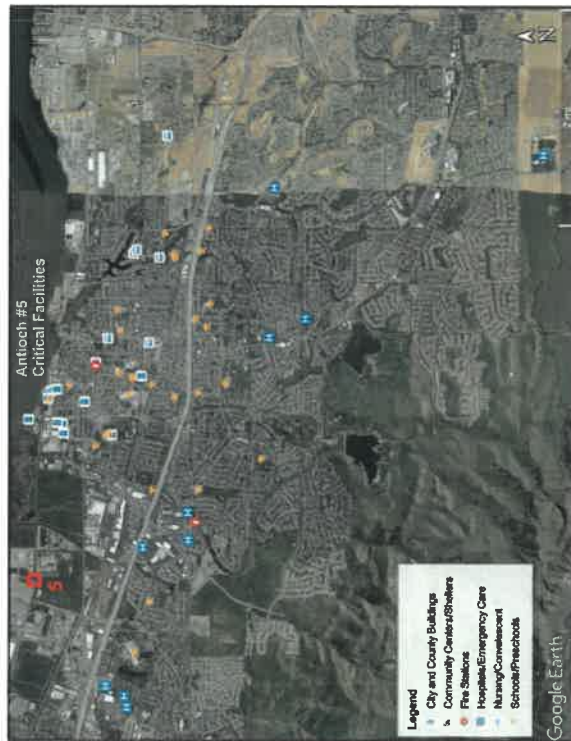 Antioch #5
Critical Facilities
N
5
Legend
City and County Buildings
Community Centers/Shelters
Fire Stations
Hospitals/Emergency Care
Nursing/Convalescent
Schools/Preschools
Google Earth